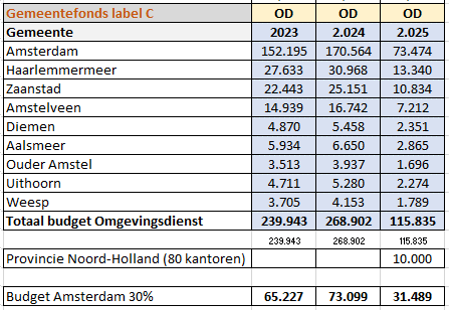 Gemeentefonds label C OD OD OD
Gemeente 2023 2.024 2.025
Amsterdam 152.195 170.564 73.474
Haarlemmermeer 27.633 30.968 13.340
Zaanstad 22.443 25.151 10.834
Amstelveen 14.939 16.742 7.212
Diemen 4.870 5.458 2.351
Aalsmeer 5.934 6.650 2.865
Ouder Amstel 3.513 3.937 1.696
Uithoorn 4.711 5.280 2.274
Weesp 3.705 4.153 1.789
Totaal budget Omgevingsdienst 239.943 268.902 115.835
239.943 268.902 115.835
Provincie Noord-Holland (80 kantoren) 10.000
Budget Amsterdam 30% 65.227 73.099 31.489